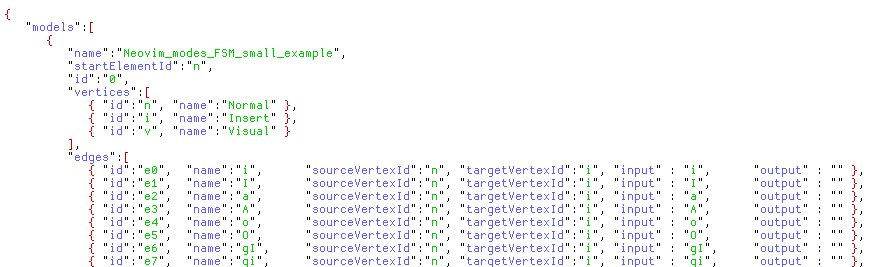 {
"models":[
{
"name":"Neovim_modes_FSM_small_example",
"startElementId":"n",
"id":"0",
"vertices":[
{ "id":"n", "name":"Normal" },
{ "id":"i", "name":"Insert" },
{ "id":"v", "name":"Visual" }
],
"edges":[
{ "id":"e0", "name":"i", "sourceVertexId":"n", "targetVertexId":"i", "input" : "i", "output" : "" },
{ "id":"e1", "name":"I", "sourceVertexId":"n", "targetVertexId":"i", "input" : "I", "output" : "" },
{ "id":"e2", "name":"a", "sourceVertexId":"n", "targetVertexId":"i", "input" : "a", "output" : "" },
{ "id":"e3", "name":"A", "sourceVertexId":"n", "targetVertexId":"i", "input" : "A", "output" : "" },
{ "id":"e4", "name":"o", "sourceVertexId":"n", "targetVertexId":"i", "input" : "o", "output" : "" },
{ "id":"e5", "name":"O", "sourceVertexId":"n", "targetVertexId":"i", "input" : "O", "output" : "" },
{ "id":"e6", "name":"gI", "sourceVertexId":"n", "targetVertexId":"i", "input" : "gI", "output" : "" },
{ "id":"e7", "name":"gi", "sourceVertexId":"n", "targetVertexId":"i", "input" : "gi", "output" : "" },